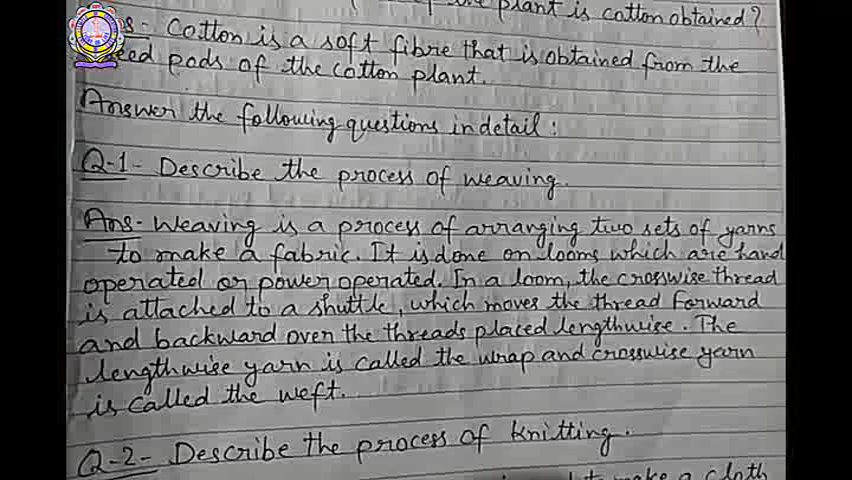 the plant is cotton obtained?
Cotton is a soft fibre that is obtained from the
pods of the cotton plant.
Answer the following questions in detail:
Q-1- Describe the process of weaving.
Ans- Weaving is a process of arranging two sets of yarns
to make a fabric. It is done on looms which are hand
operated or power operated. In a loom, the crosswise thread
is attached to a shuttle, which moves the thread forward
and backward over the threads placed lengthwise. The
lengthwise yarn is called the wrap and crosswise yarn
is called the weft.
Q-2- Describe the process of knitting.
to make a cloth